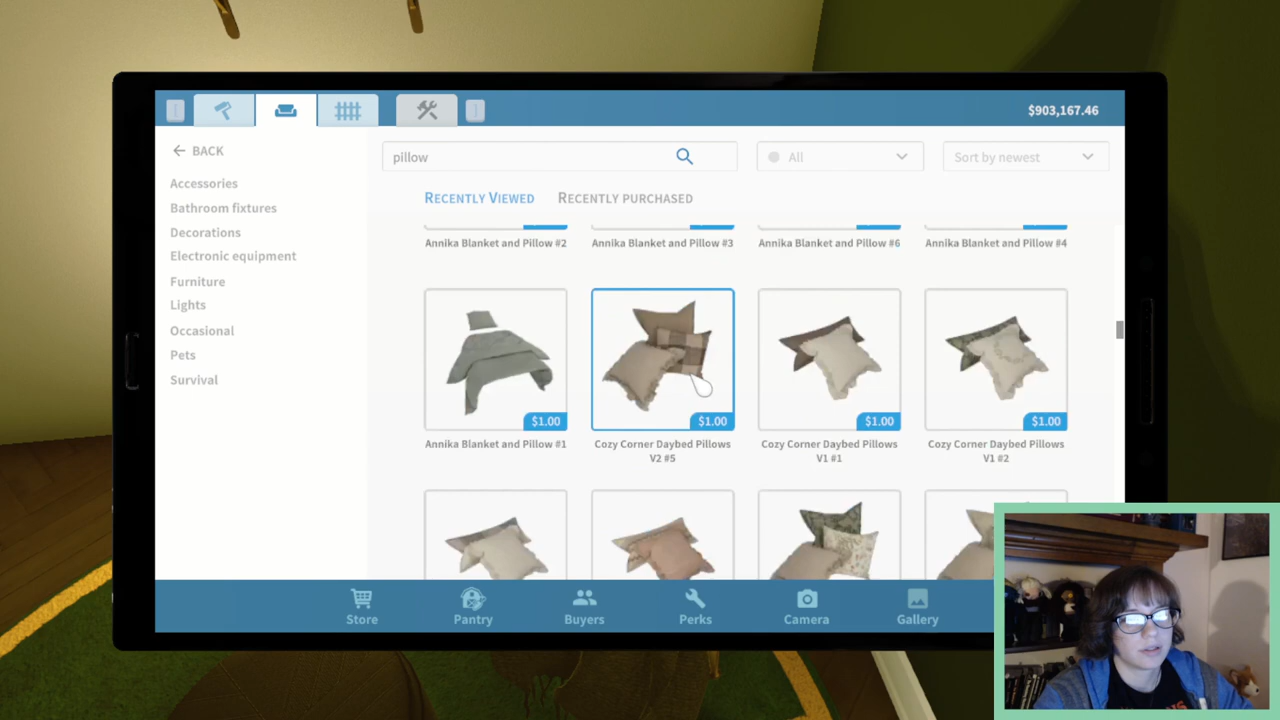 $903,167.46
BACK
pillow
All
Sort by newest
Accessories
Bathroom fixtures
Decorations
Electronic equipment
Furniture
Lights
Occasional
Pets
Survival
RECENTLY VIEWED
RECENTLY PURCHASED
Annika Blanket and Pillow #2
Annika Blanket and Pillow #3
Annika Blanket and Pillow #6
Annika Blanket and Pillow #4
$1.00
$1.00
$1.00
$1.00
Annika Blanket and Pillow #1
Cozy Corner Daybed Pillows
V2 #5
Cozy Corner Daybed Pillows
V1 #1
Cozy Corner Daybed Pillows
V1 #2
Store
Pantry
Buyers
Perks
Camera
Gallery